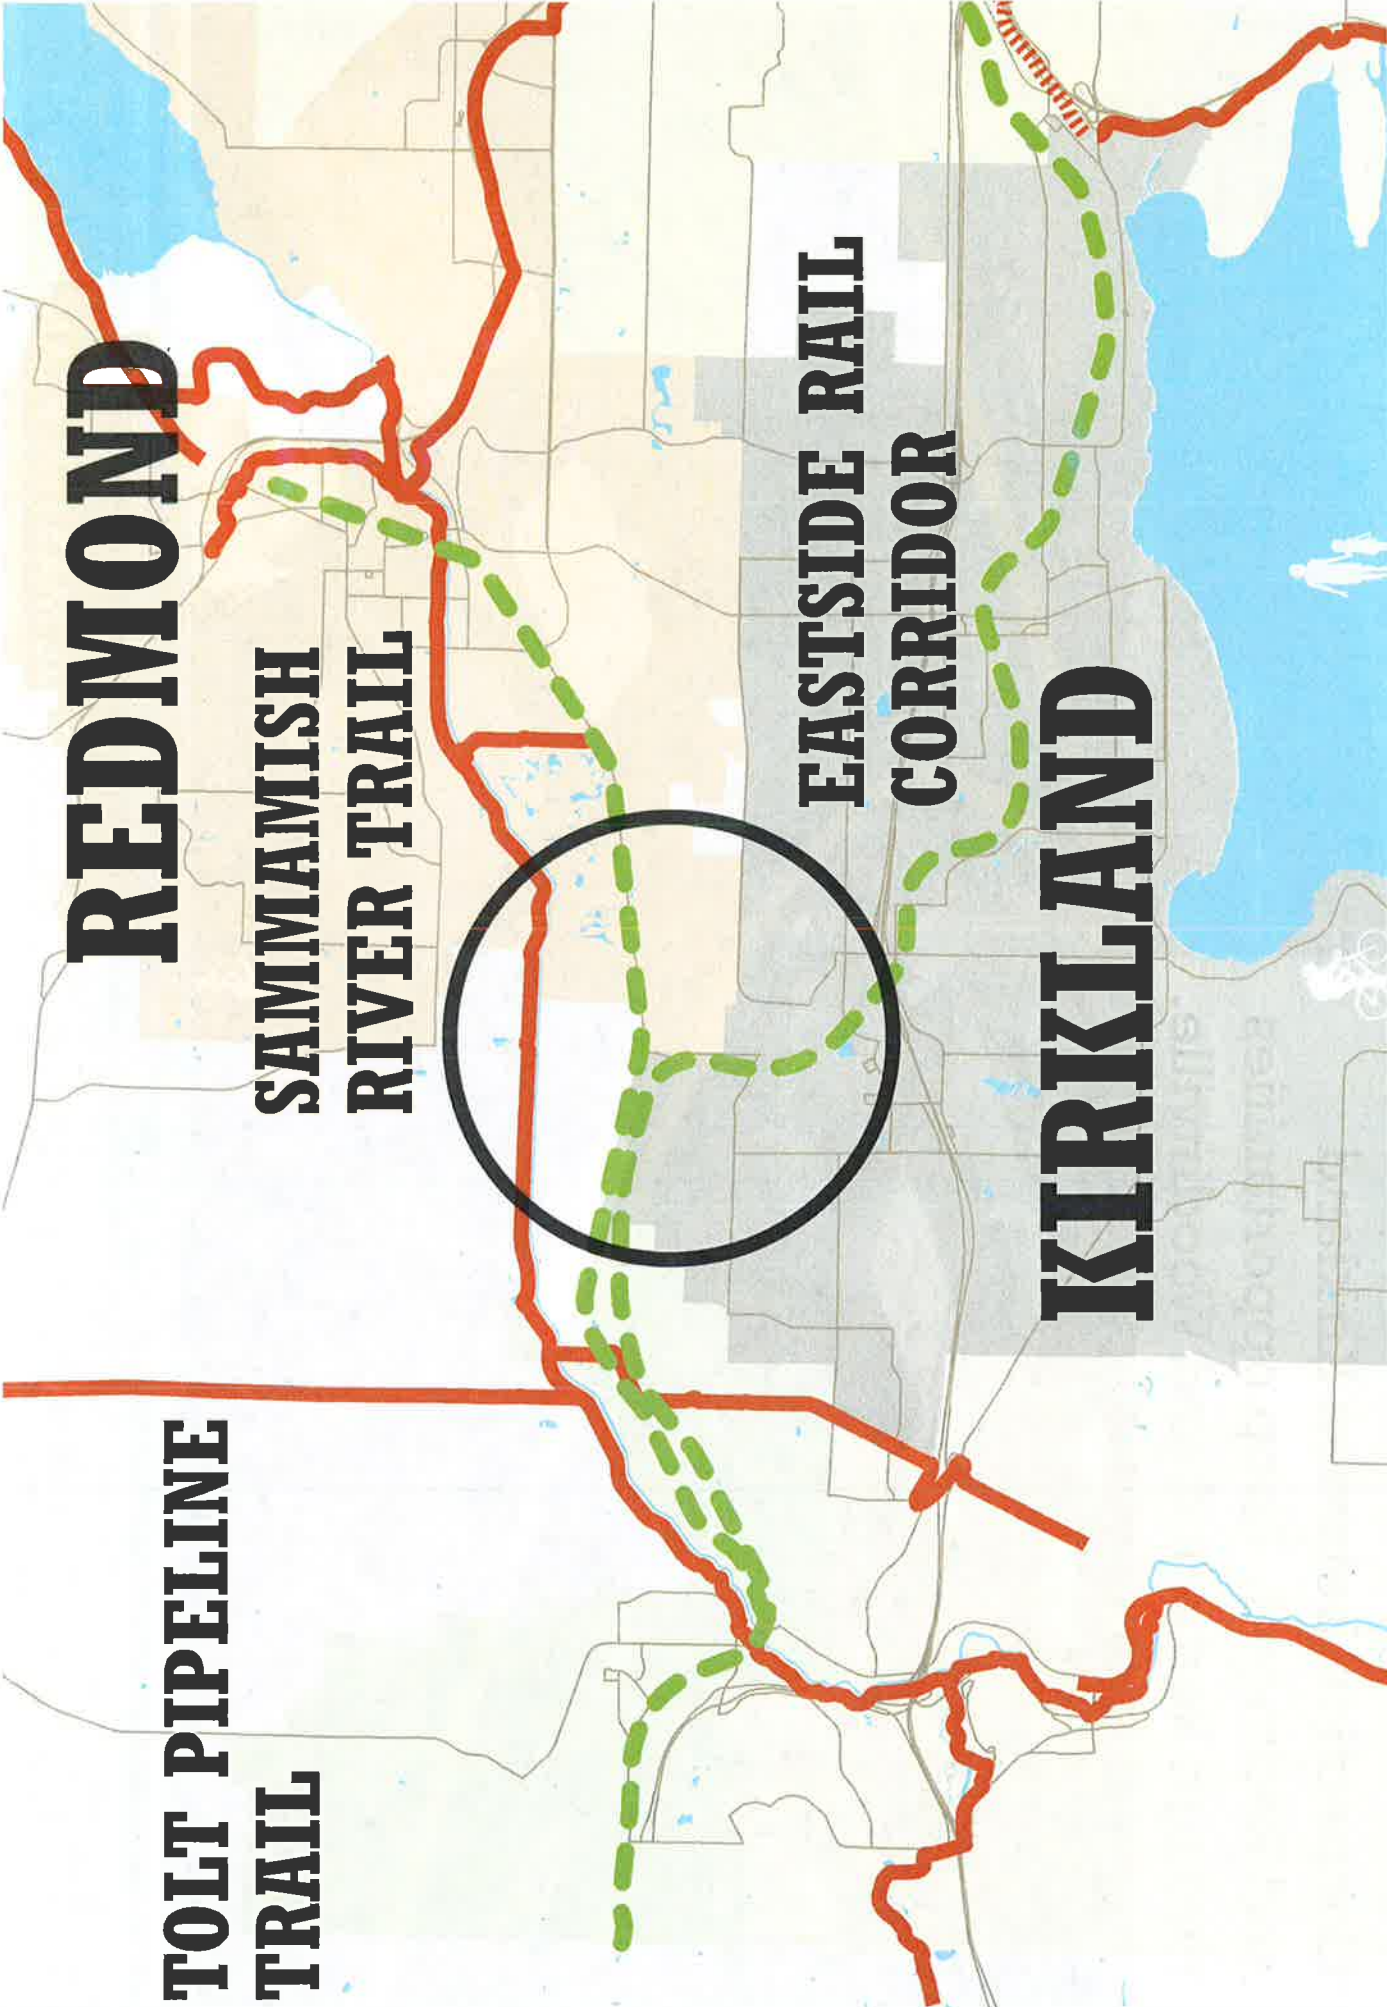 TOLT PIPELINE
TRAIL
SAMMAMISH
RIVER TRAIL
REDMOND
EASTSIDE RAIL
CORRIDOR
KIRKLAND